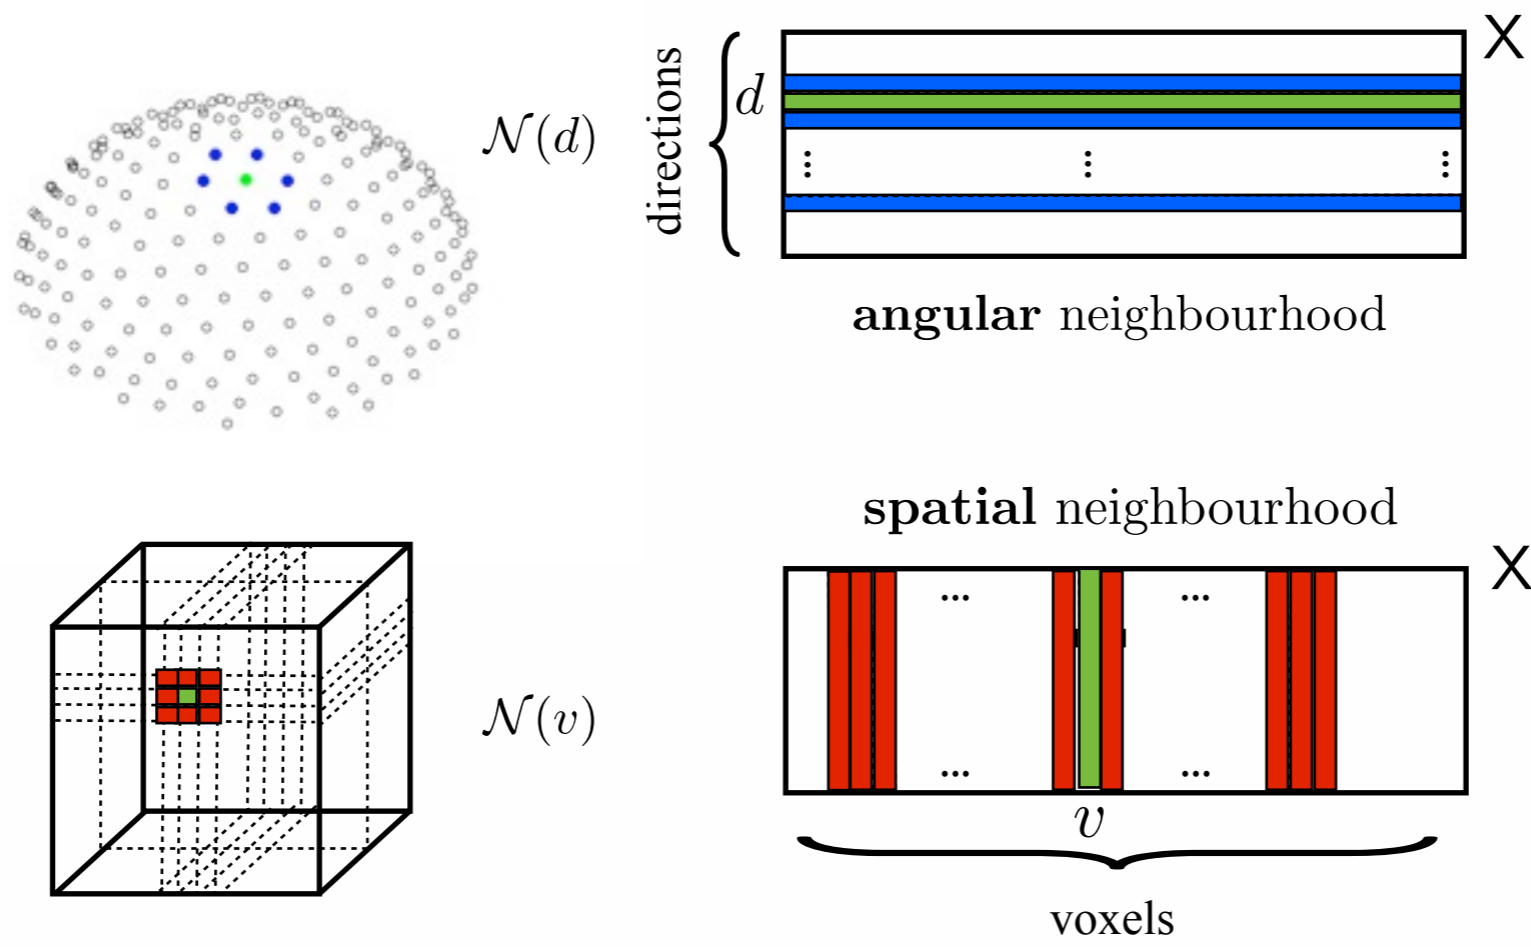 X
𝒩(d)
directions
d
⋮ ⋮ ⋮
angular neighbourhood
spatial neighbourhood
X
... ...
𝒩(v)
... ...
v
voxels